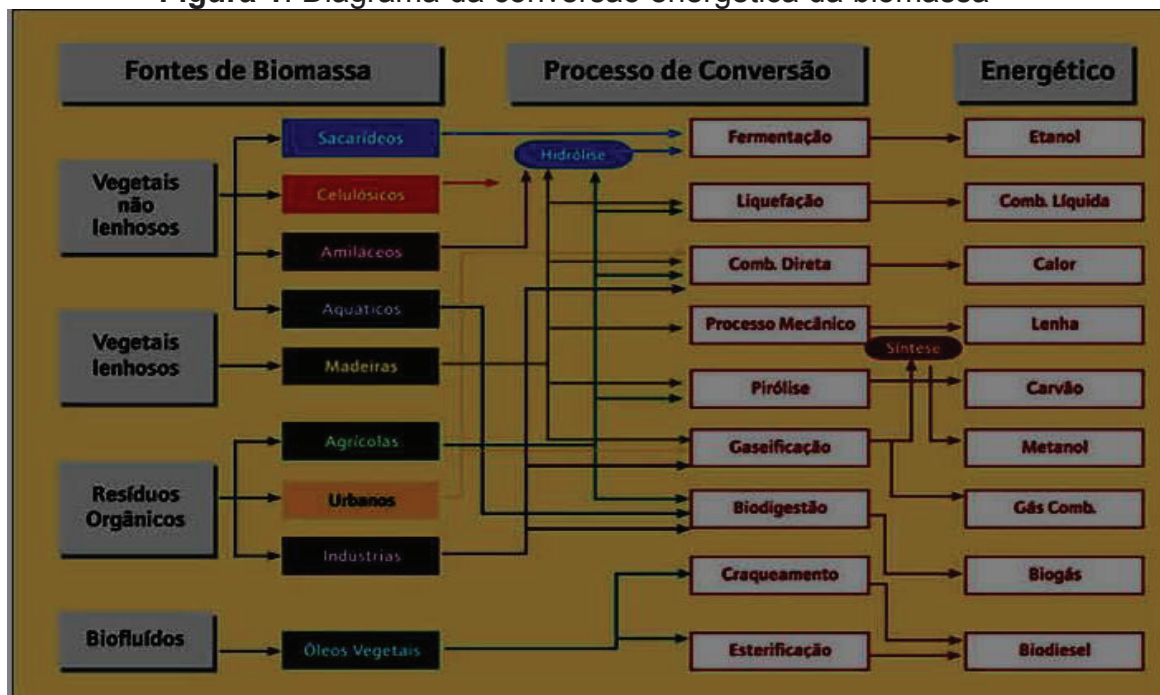 Figura 1: Diagrama da conversão energética da biomassa
Fontes de Biomassa
Processo de Conversão
Energético
Vegetais
não
lenhosos
Vegetais
lenhosos
Resíduos
Orgânicos
Biofluídos
Sacarídeos
Celulósicos
Amiláceos
Aquáticos
Madeiras
Agrícolas
Urbanos
Industrias
Óleos Vegetais
Hidrólise
Fermentação
Liquefação
Comb. Direta
Processo Mecânico
Pirólise
Gaseificação
Biodigestão
Craqueamento
Esterificação
Síntese
Etanol
Comb. Líquida
Calor
Lenha
Carvão
Metanol
Gás Comb.
Biogás
Biodiesel